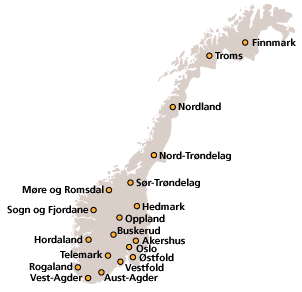 Finnmark
Troms
Nordland
Nord-Trøndelag
Sør-Trøndelag
Møre og Romsdal
Hedmark
Sogn og Fjordane
Oppland
Buskerud
Hordaland
Akershus
Oslo
Telemark
Østfold
Rogaland
Vestfold
Vest-Agder
Aust-Agder